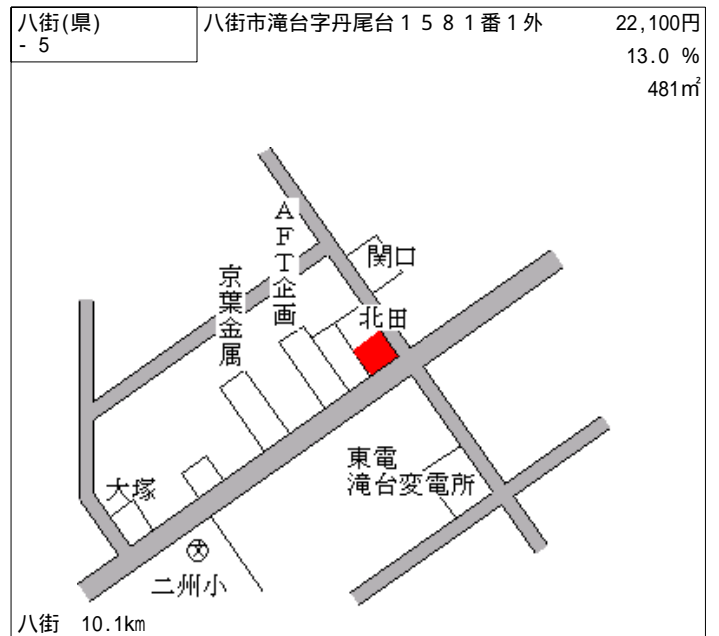 八街(県)
- 5
八街市滝台字丹尾台1581番1外
22,100円
13.0 %
481㎡
AFT企画
関口
京葉金属
北田
東電
滝台変電所
大塚
文
二州小
八街 10.1km